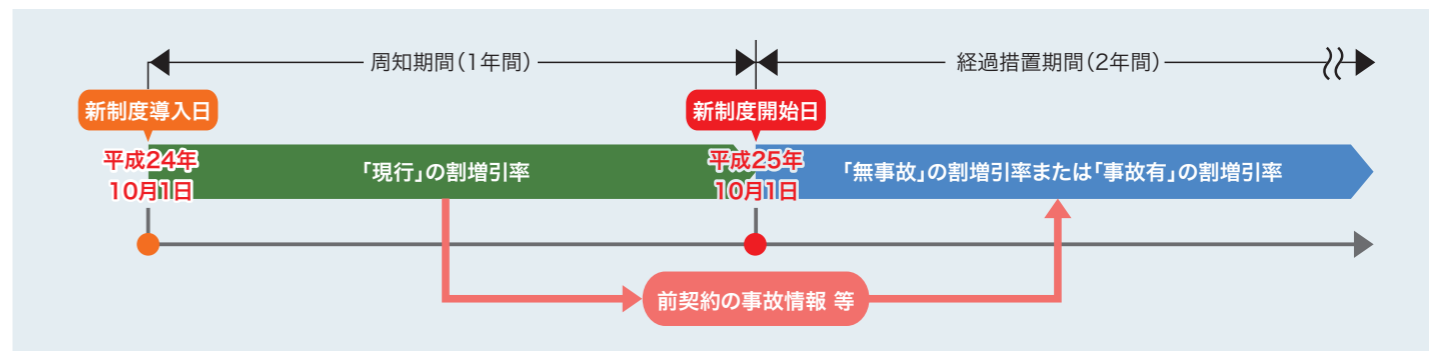 周知期間(1年間)
経過措置期間(2年間)
新制度導入日
新制度開始日
平成24年
10月1日
「現行」の割増引率
平成25年
10月1日
「無事故」の割増引率または「事故有」の割増引率
前契約の事故情報 等